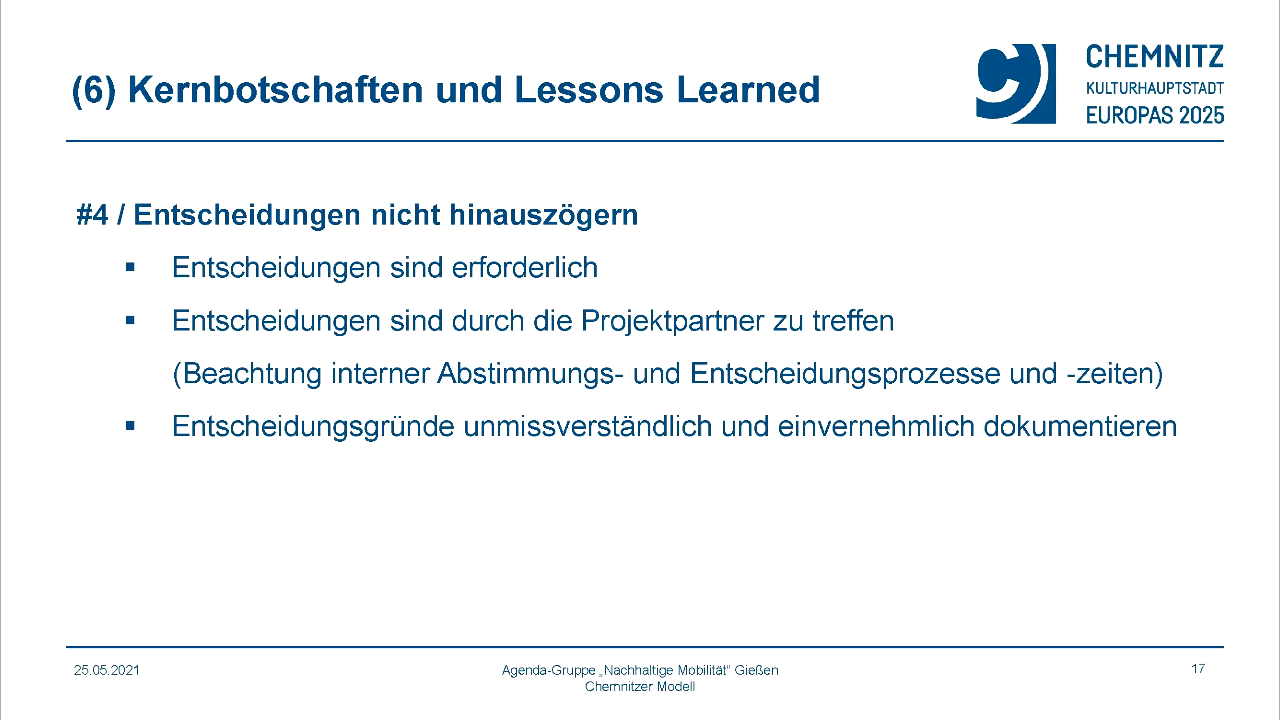 (6) Kernbotschaften und Lessons Learned
CHEMNITZ
KULTURHAUPTSTADT
EUROPAS 2025
#4 / Entscheidungen nicht hinauszögern
▪ Entscheidungen sind erforderlich
▪ Entscheidungen sind durch die Projektpartner zu treffen
(Beachtung interner Abstimmungs- und Entscheidungsprozesse und -zeiten)
▪ Entscheidungsgründe unmissverständlich und einvernehmlich dokumentieren
25.05.2021
Agenda-Gruppe „Nachhaltige Mobilität“ Gießen
Chemnitzer Modell
17